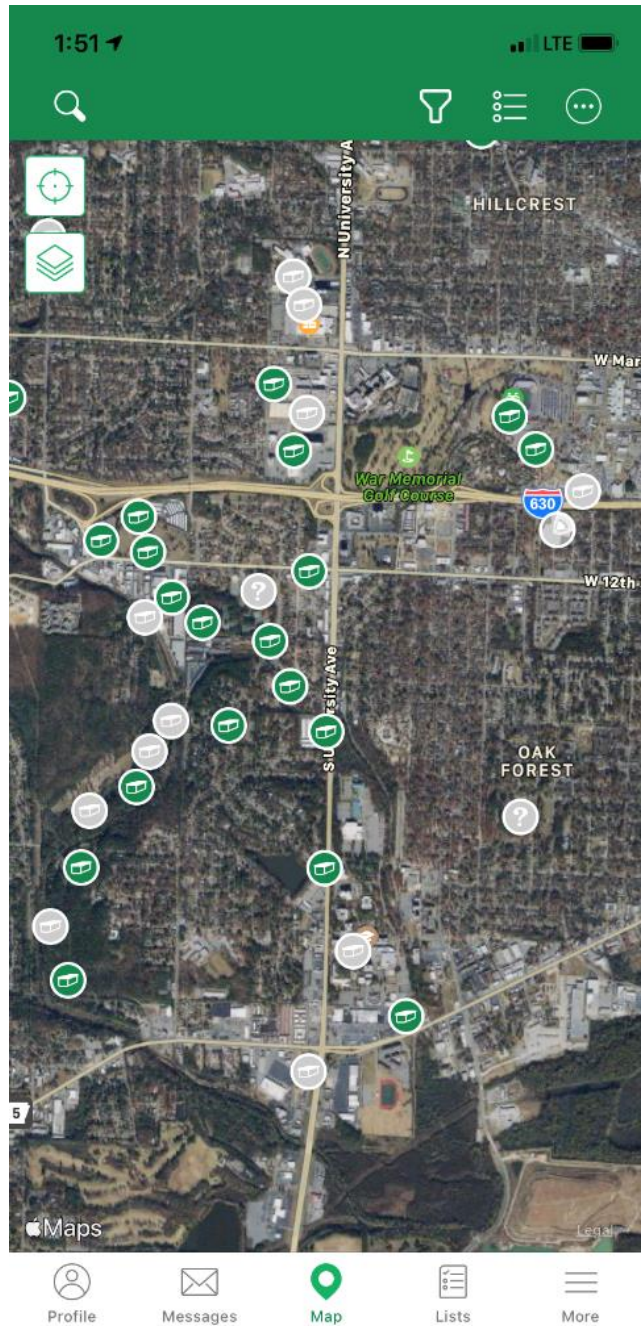 1:51
LTE
HILLCREST
N University A
W Mar
War Memorial
Golf Course
630
W 12th
S U
rsity Ave
OAK
FOREST
5
Maps
Legal
Profile
Messages
Map
Lists
More